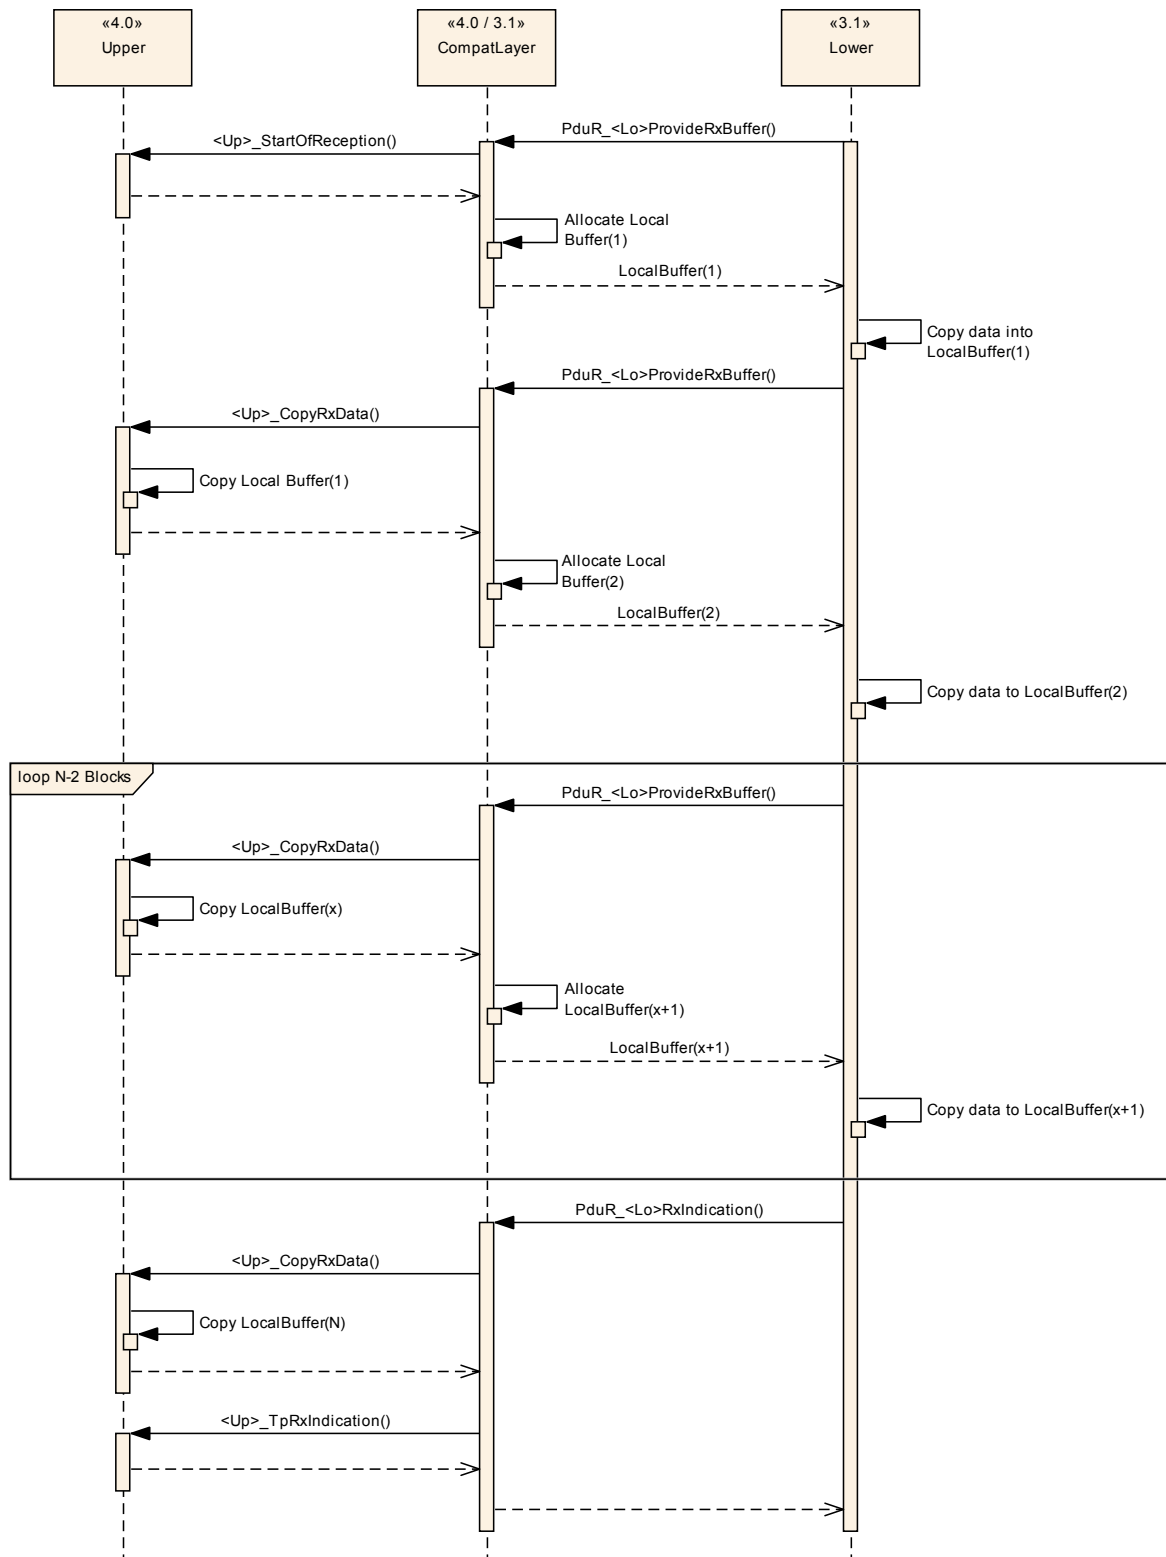 «4.0»
Upper
«4.0 / 3.1»
CompatLayer
«3.1»
Lower
PduR_<Lo>ProvideRxBuffer()
<Up>_StartOfReception()
Allocate Local
Buffer(1)
LocalBuffer(1)
Copy data into
LocalBuffer(1)
PduR_<Lo>ProvideRxBuffer()
<Up>_CopyRxData()
Copy Local Buffer(1)
Allocate Local
Buffer(2)
LocalBuffer(2)
Copy data to LocalBuffer(2)
loop N-2 Blocks
PduR_<Lo>ProvideRxBuffer()
<Up>_CopyRxData()
Copy LocalBuffer(x)
Allocate
LocalBuffer(x+1)
LocalBuffer(x+1)
Copy data to LocalBuffer(x+1)
PduR_<Lo>RxIndication()
<Up>_CopyRxData()
Copy LocalBuffer(N)
<Up>_TpRxIndication()